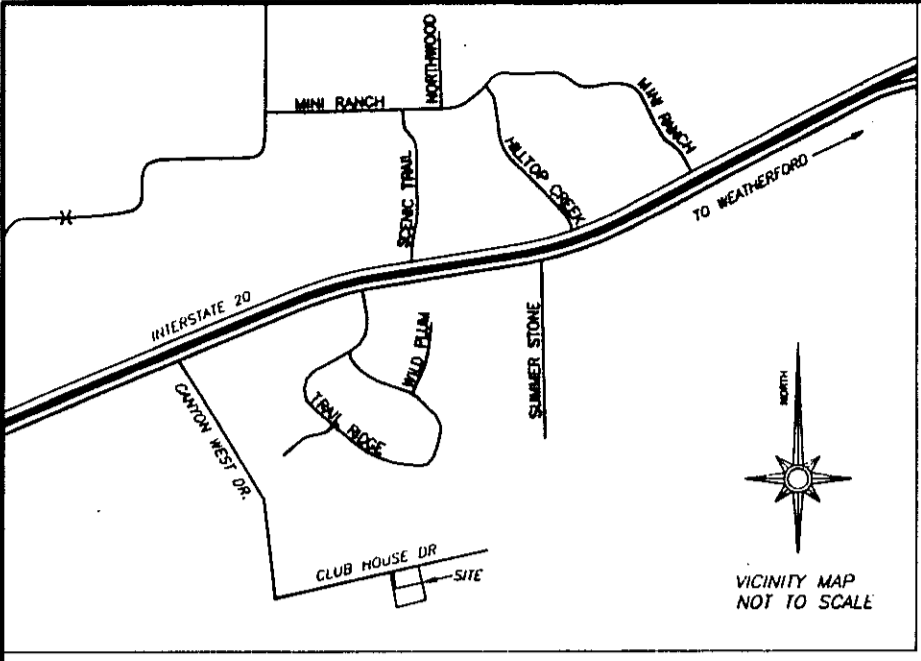 NORTHWOOD
MINI RANCH
MINI RANCH
HILLTOP CREEK
SCENIC TRAIL
TO WEATHERFORD
INTERSTATE 20
WILD PLUM
SUMMER STONE
CANYON WEST DR.
TRAIL RIDGE
NORTH
CLUB HOUSE DR
SITE
VICINITY MAP
NOT TO SCALE